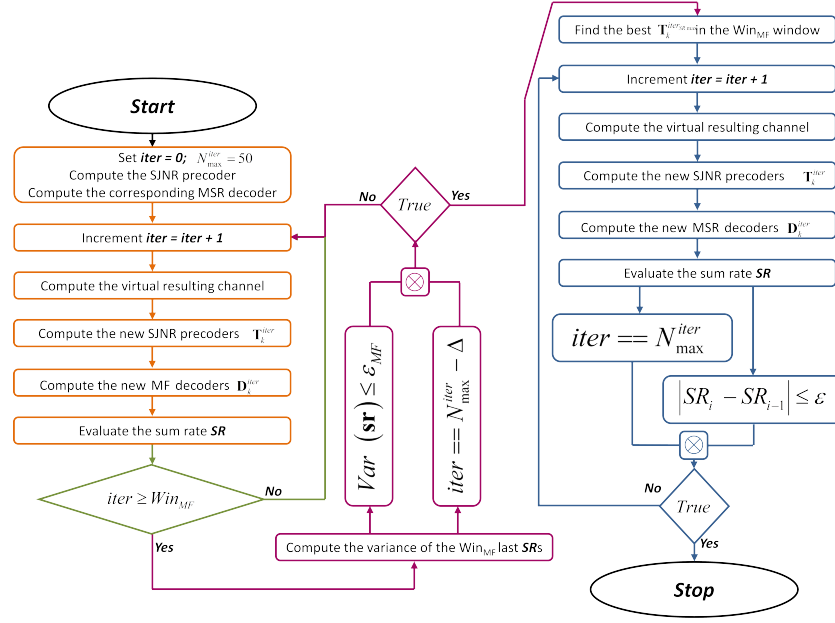 Start
Set iter = 0; N_max^iter = 50
Compute the SJNR precoder
Compute the corresponding MSR decoder
Increment iter = iter + 1
Compute the virtual resulting channel
Compute the new SJNR precoders T_k^iter
Compute the new MF decoders D_k^iter
Evaluate the sum rate SR
iter ≥ Win_MF
No
Yes
Compute the variance of the Win_MF last SRs
Var (sr) ≤ ε_MF
iter == N_max^iter − Δ
⊗
True
No
Yes
Find the best T_k^iter_SR max in the Win_MF window
Increment iter = iter + 1
Compute the virtual resulting channel
Compute the new SJNR precoders T_k^iter
Compute the new MSR decoders D_k^iter
Evaluate the sum rate SR
iter == N_max^iter
|SR_i − SR_i−1| ≤ ε
⊗
No
True
Yes
Stop